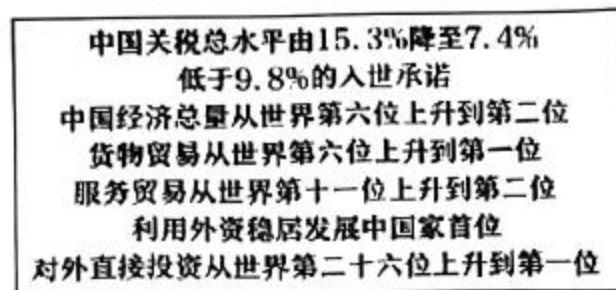 中国关税总水平由15.3%降至7.4%
低于9.8%的入世承诺
中国经济总量从世界第六位上升到第二位
货物贸易从世界第六位上升到第一位
服务贸易从世界第十一位上升到第二位
利用外资稳居发展中国家首位
对外直接投资从世界第二十六位上升到第一位